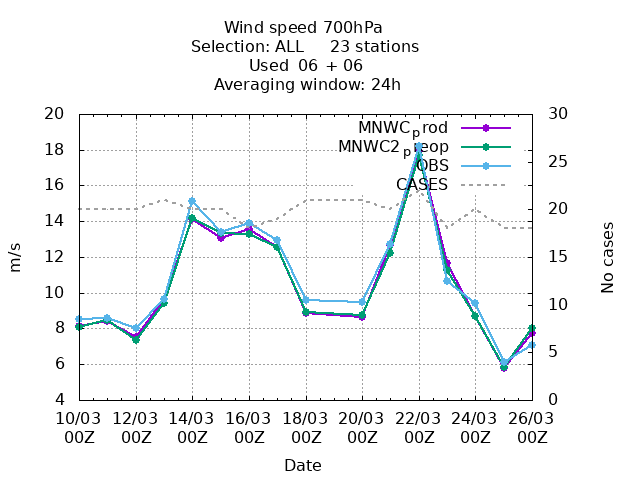 Wind speed 700hPa
Selection: ALL 23 stations
Used 06 + 06
Averaging window: 24h
MNWCprod
MNWC2preop
OBS
CASES
20
18
16
14
12
10
8
6
4
30
25
20
15
10
5
0
m/s
No cases
10/03 12/03 14/03 16/03 18/03 20/03 22/03 24/03 26/03
00Z 00Z 00Z 00Z 00Z 00Z 00Z 00Z 00Z
Date